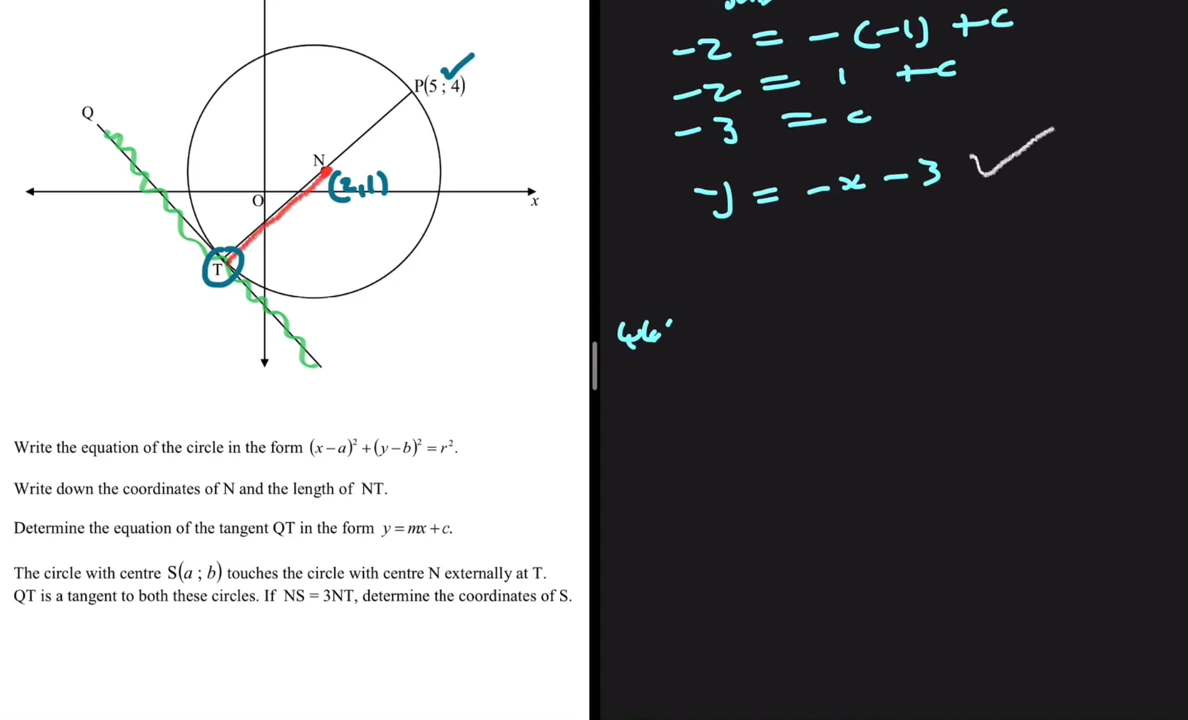 Q
P(5 ; 4)
N
(2,1)
O
x
T
Write the equation of the circle in the form (x−a)² + (y−b)² = r².
Write down the coordinates of N and the length of NT.
Determine the equation of the tangent QT in the form y = mx + c.
The circle with centre S(a ; b) touches the circle with centre N externally at T.
QT is a tangent to both these circles. If NS = 3NT, determine the coordinates of S.
-2 = -(-1) + c
-2 = 1 + c
-3 = c
y = -x - 3